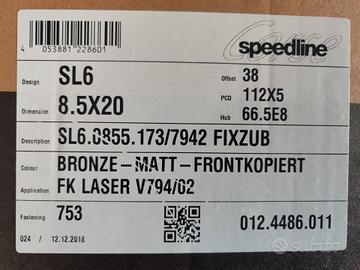 4 053881 228601
speedline
Corse
Design SL6 Offset 38
Dimension 8.5X20 PCD 112X5
Hub 66.5E8
Description SL6.0855.173/7942 FIXZUB
Colour BRONZE-MATT-FRONTKOPIERT
Application FK LASER V794/02
Fastening 753 012.4486.011
024 / 12.12.2018
subito